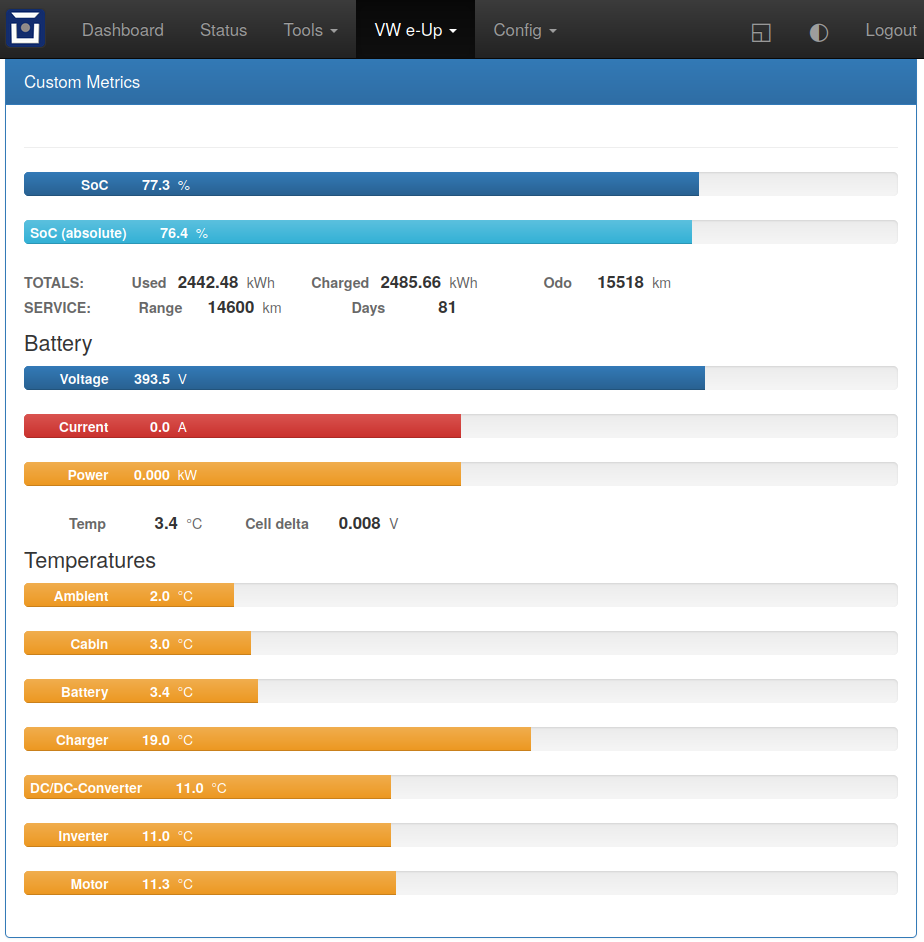 Dashboard Status Tools VW e-Up Config Logout
Custom Metrics
SoC 77.3 %
SoC (absolute) 76.4 %
TOTALS: Used 2442.48 kWh Charged 2485.66 kWh Odo 15518 km
SERVICE: Range 14600 km Days 81
Battery
Voltage 393.5 V
Current 0.0 A
Power 0.000 kW
Temp 3.4 °C Cell delta 0.008 V
Temperatures
Ambient 2.0 °C
Cabin 3.0 °C
Battery 3.4 °C
Charger 19.0 °C
DC/DC-Converter 11.0 °C
Inverter 11.0 °C
Motor 11.3 °C